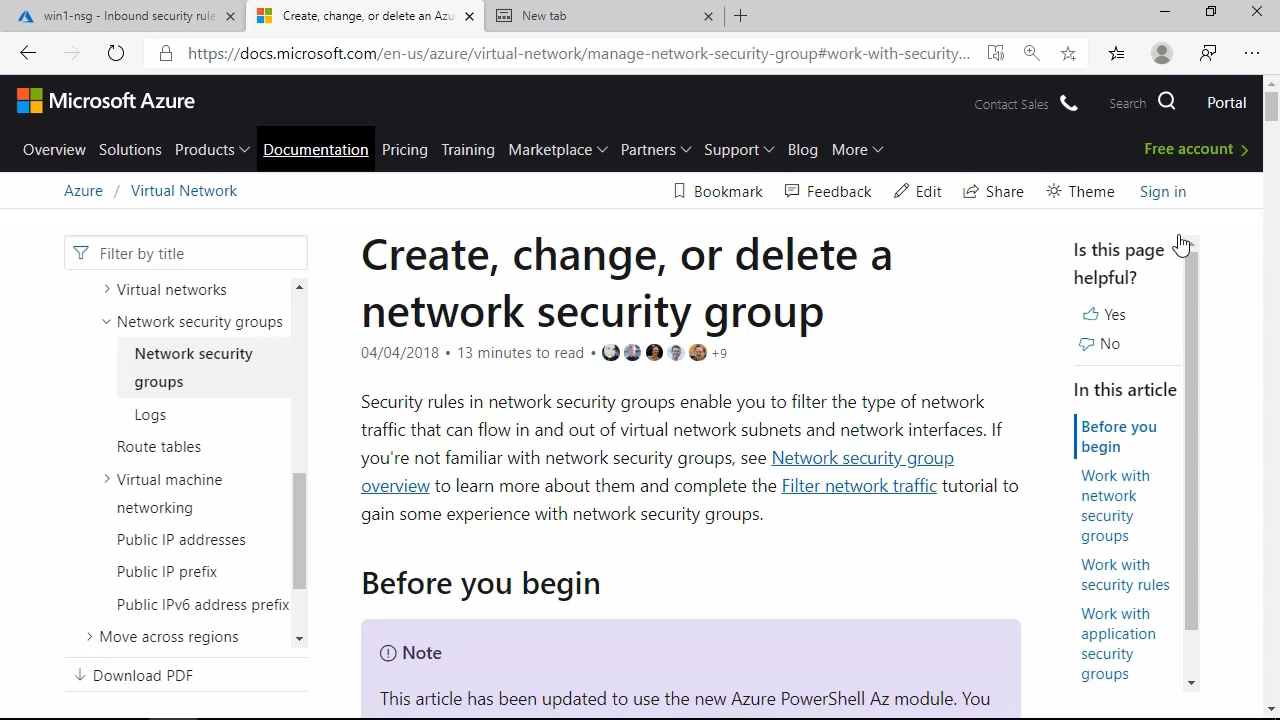 win1-nsg - Inbound security rule
Create, change, or delete an Azu
New tab
https://docs.microsoft.com/en-us/azure/virtual-network/manage-network-security-group#work-with-security...
Microsoft Azure
Contact Sales
Search
Portal
Overview Solutions Products Documentation Pricing Training Marketplace Partners Support Blog More
Free account
Azure / Virtual Network
Bookmark Feedback Edit Share Theme Sign in
Filter by title
Virtual networks
Network security groups
Network security
groups
Logs
Route tables
Virtual machine
networking
Public IP addresses
Public IP prefix
Public IPv6 address prefix
Move across regions
Download PDF
Create, change, or delete a
network security group
04/04/2018 • 13 minutes to read • +9
Security rules in network security groups enable you to filter the type of network
traffic that can flow in and out of virtual network subnets and network interfaces. If
you're not familiar with network security groups, see Network security group
overview to learn more about them and complete the Filter network traffic tutorial to
gain some experience with network security groups.
Before you begin
Note
This article has been updated to use the new Azure PowerShell Az module. You
Is this page
helpful?
Yes
No
In this article
Before you
begin
Work with
network
security
groups
Work with
security rules
Work with
application
security
groups